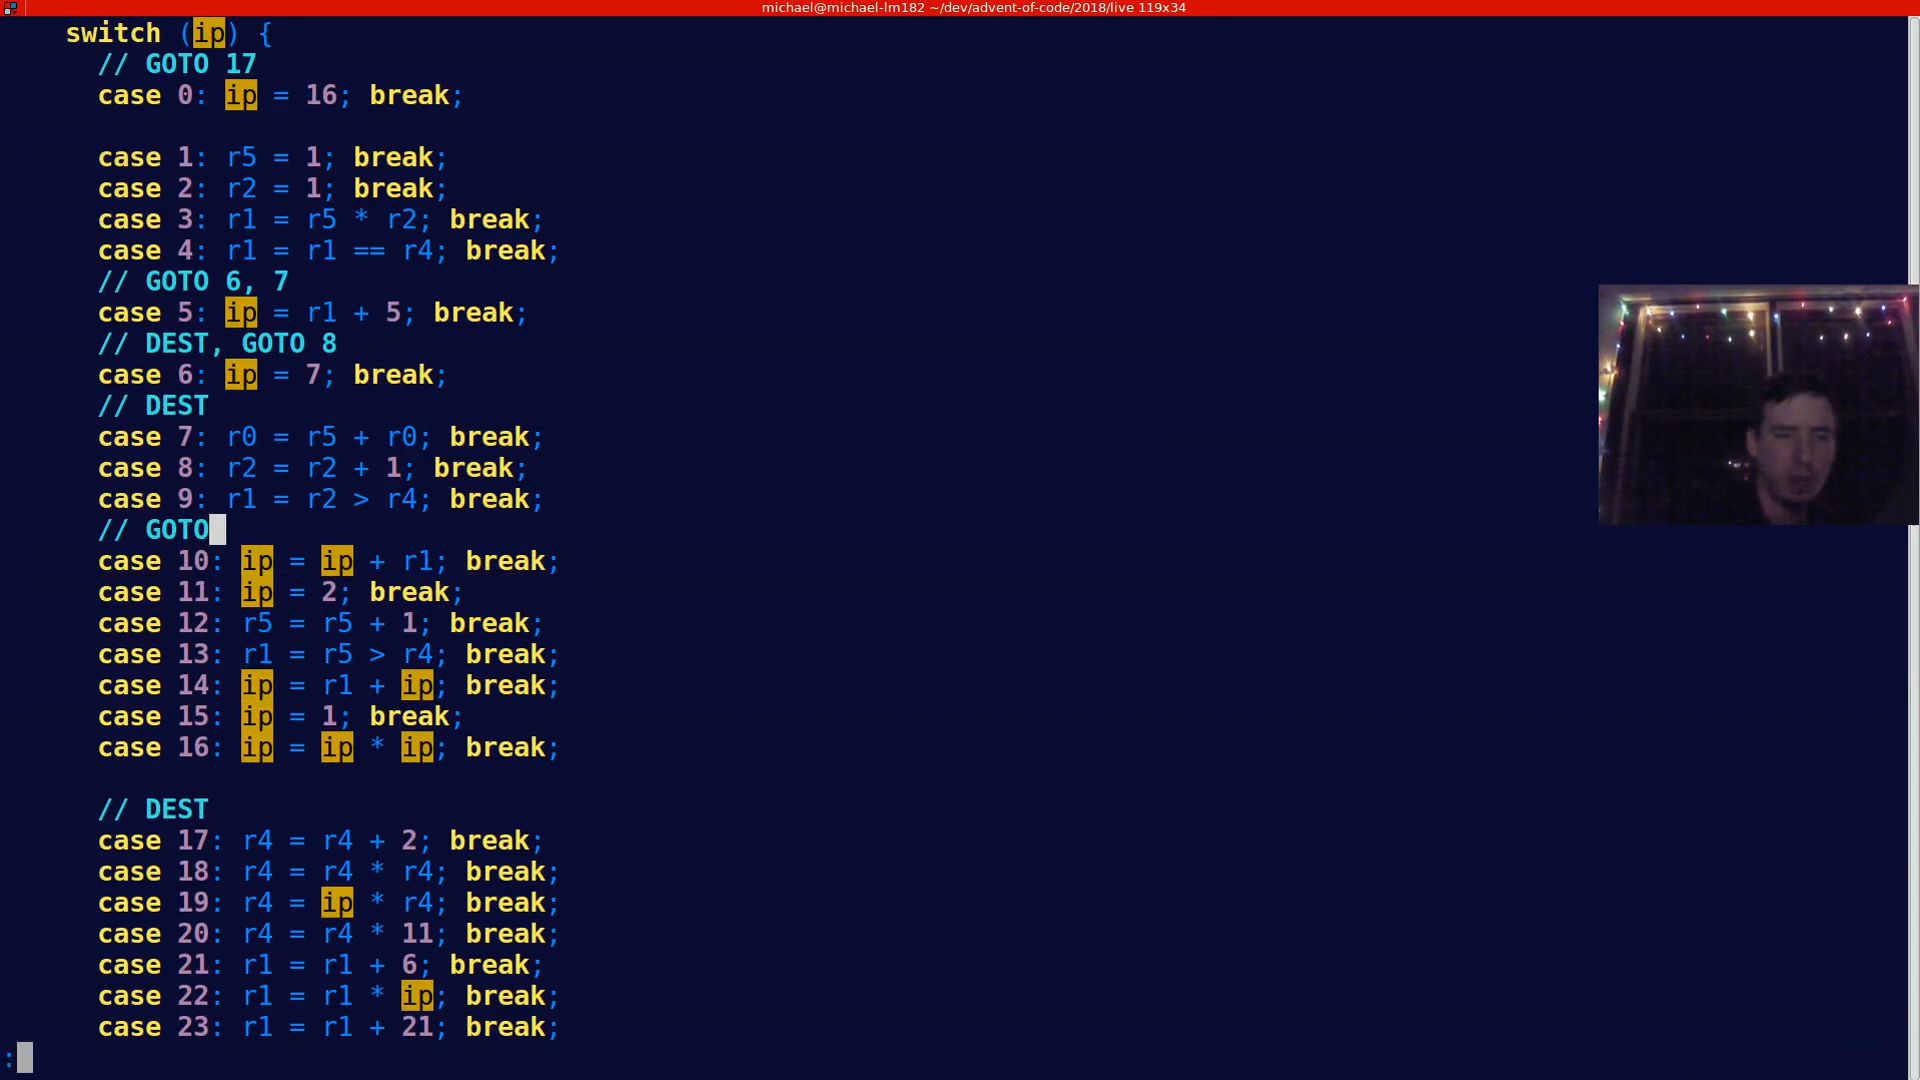 michael@michael-lm182 ~/dev/advent-of-code/2018/live 119x34
switch (ip) {
// GOTO 17
case 0: ip = 16; break;
case 1: r5 = 1; break;
case 2: r2 = 1; break;
case 3: r1 = r5 * r2; break;
case 4: r1 = r1 == r4; break;
// GOTO 6, 7
case 5: ip = r1 + 5; break;
// DEST, GOTO 8
case 6: ip = 7; break;
// DEST
case 7: r0 = r5 + r0; break;
case 8: r2 = r2 + 1; break;
case 9: r1 = r2 > r4; break;
// GOTO
case 10: ip = ip + r1; break;
case 11: ip = 2; break;
case 12: r5 = r5 + 1; break;
case 13: r1 = r5 > r4; break;
case 14: ip = r1 + ip; break;
case 15: ip = 1; break;
case 16: ip = ip * ip; break;
// DEST
case 17: r4 = r4 + 2; break;
case 18: r4 = r4 * r4; break;
case 19: r4 = ip * r4; break;
case 20: r4 = r4 * 11; break;
case 21: r1 = r1 + 6; break;
case 22: r1 = r1 * ip; break;
case 23: r1 = r1 + 21; break;
: